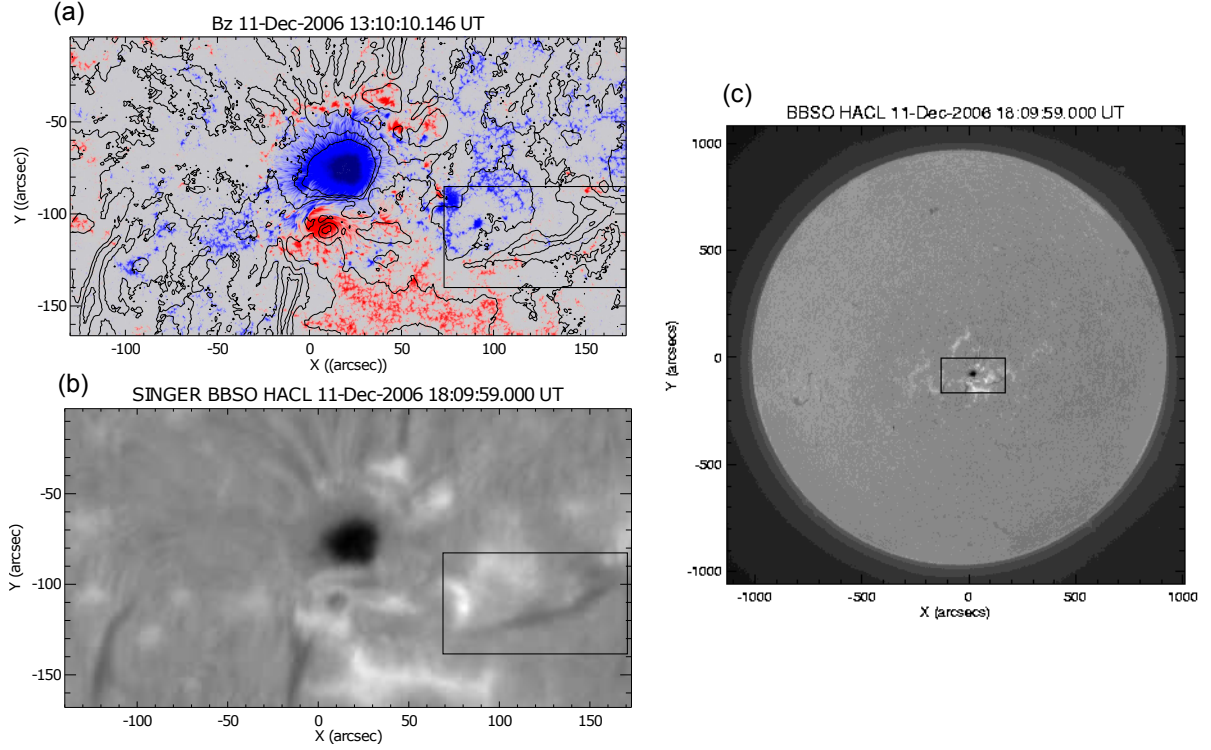 (a)
Bz 11-Dec-2006 13:10:10.146 UT
Y ((arcsec))
-50
-100
-150
-100 -50 0 50 100 150
X ((arcsec))
(b)
SINGER BBSO HACL 11-Dec-2006 18:09:59.000 UT
Y (arcsec)
-50
-100
-150
-100 -50 0 50 100 150
X (arcsec)
(c)
BBSO HACL 11-Dec-2006 18:09:59.000 UT
Y (arcsecs)
1000
500
0
-500
-1000
-1000 -500 0 500 1000
X (arcsecs)